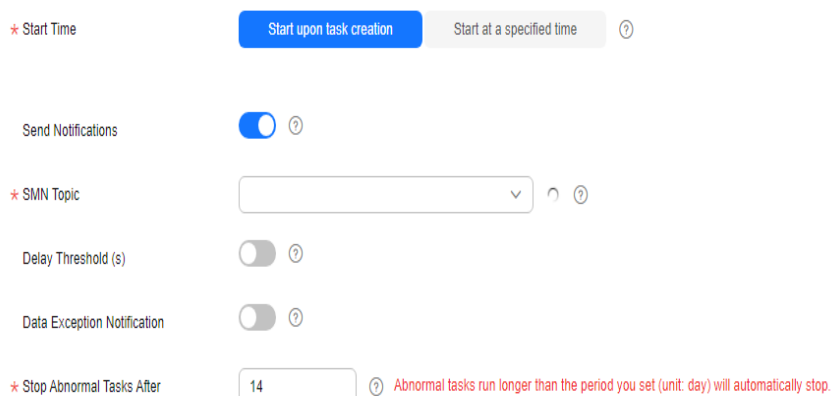 * Start Time Start upon task creation Start at a specified time ?
Send Notifications ?
* SMN Topic ?
Delay Threshold (s) ?
Data Exception Notification ?
* Stop Abnormal Tasks After 14 ? Abnormal tasks run longer than the period you set (unit: day) will automatically stop.